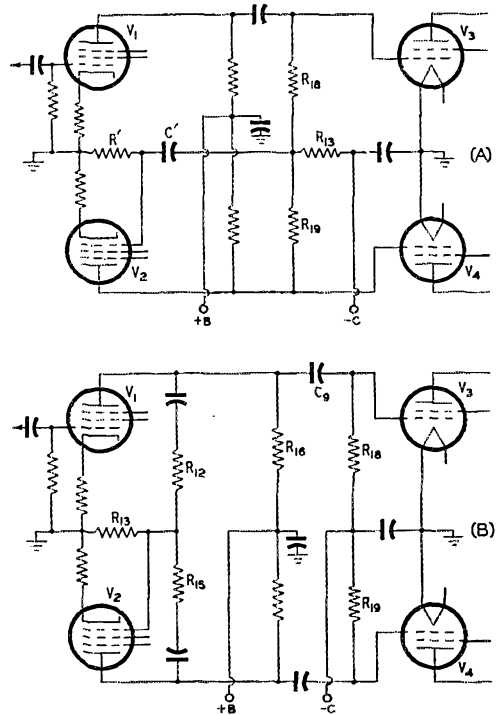 V1
V3
R18
R' C'
R13
(A)
R19
V2
V4
+B
-C
V1
C9
V3
R16
R18
R12
R13
(B)
V2
R15
R19
V4
+B
-C